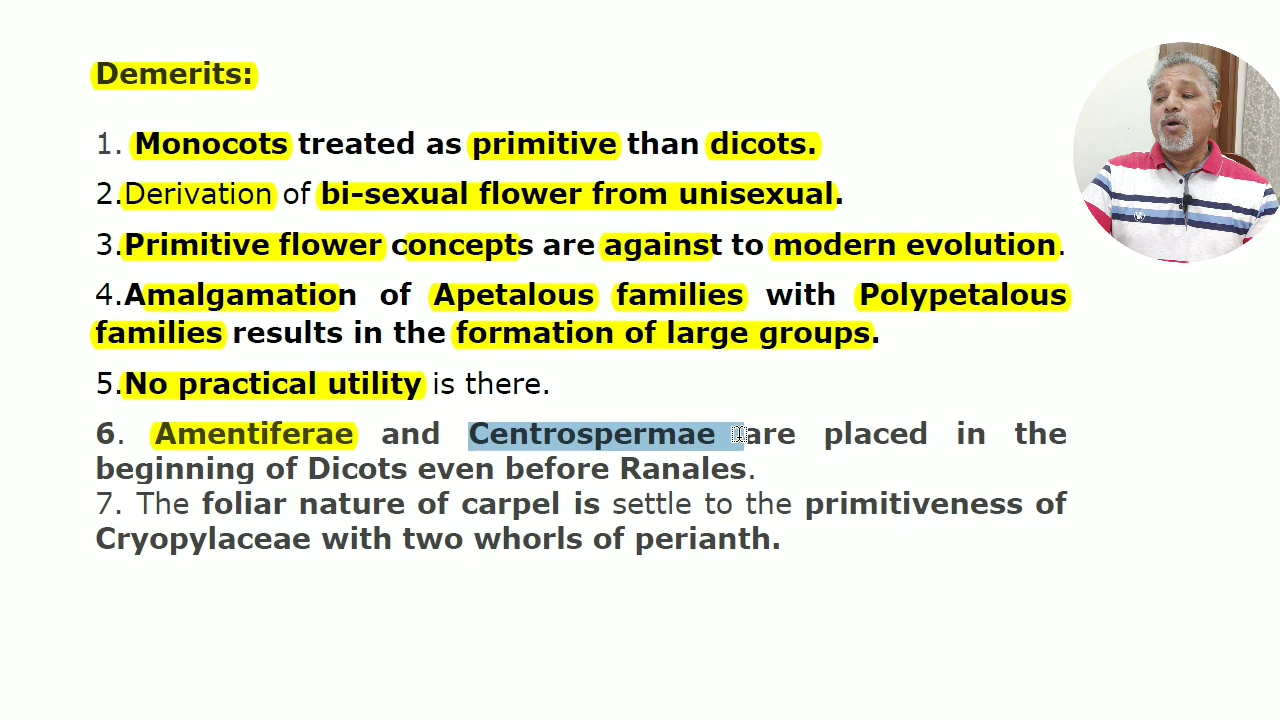 Demerits:
1. Monocots treated as primitive than dicots.
2.Derivation of bi-sexual flower from unisexual.
3.Primitive flower concepts are against to modern evolution.
4.Amalgamation of Apetalous families with Polypetalous
families results in the formation of large groups.
5.No practical utility is there.
6. Amentiferae and Centrospermae are placed in the
beginning of Dicots even before Ranales.
7. The foliar nature of carpel is settle to the primitiveness of
Cryopylaceae with two whorls of perianth.